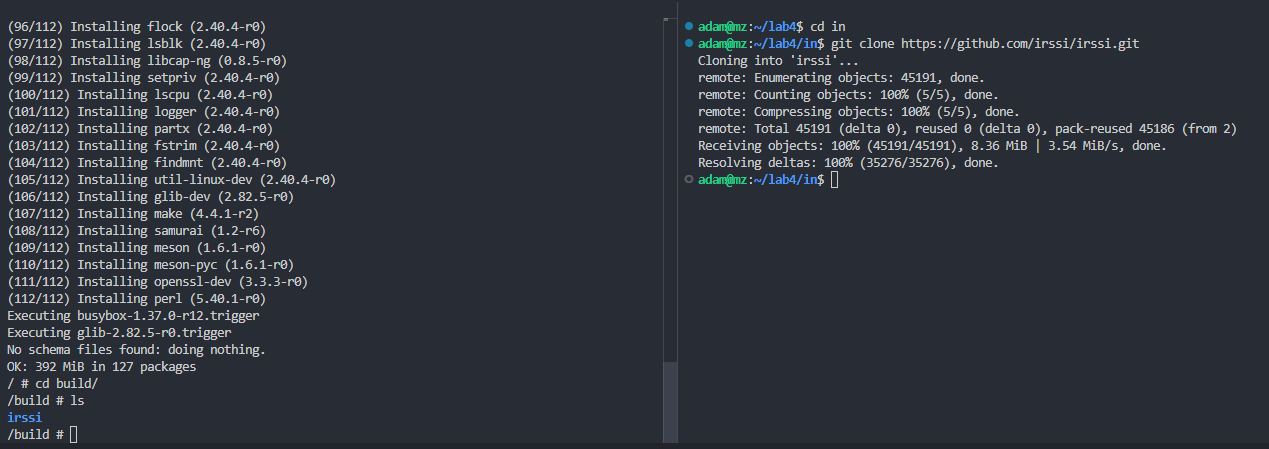 (96/112) Installing flock (2.40.4-r0)
(97/112) Installing lsblk (2.40.4-r0)
(98/112) Installing libcap-ng (0.8.5-r0)
(99/112) Installing setpriv (2.40.4-r0)
(100/112) Installing lscpu (2.40.4-r0)
(101/112) Installing logger (2.40.4-r0)
(102/112) Installing partx (2.40.4-r0)
(103/112) Installing fstrim (2.40.4-r0)
(104/112) Installing findmnt (2.40.4-r0)
(105/112) Installing util-linux-dev (2.40.4-r0)
(106/112) Installing glib-dev (2.82.5-r0)
(107/112) Installing make (4.4.1-r2)
(108/112) Installing samurai (1.2-r6)
(109/112) Installing meson (1.6.1-r0)
(110/112) Installing meson-pyc (1.6.1-r0)
(111/112) Installing openssl-dev (3.3.3-r0)
(112/112) Installing perl (5.40.1-r0)
Executing busybox-1.37.0-r12.trigger
Executing glib-2.82.5-r0.trigger
No schema files found: doing nothing.
OK: 392 MiB in 127 packages
/ # cd build/
/build # ls
irssi
/build #
adam@mz:~/lab4$ cd in
adam@mz:~/lab4/in$ git clone https://github.com/irssi/irssi.git
Cloning into 'irssi'...
remote: Enumerating objects: 45191, done.
remote: Counting objects: 100% (5/5), done.
remote: Compressing objects: 100% (5/5), done.
remote: Total 45191 (delta 0), reused 0 (delta 0), pack-reused 45186 (from 2)
Receiving objects: 100% (45191/45191), 8.36 MiB | 3.54 MiB/s, done.
Resolving deltas: 100% (35276/35276), done.
adam@mz:~/lab4/in$